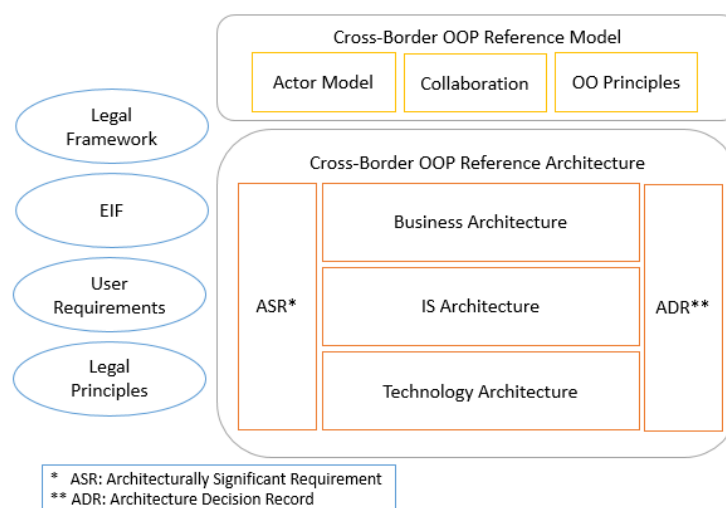 Cross-Border OOP Reference Model
Actor Model
Collaboration
OO Principles
Legal
Framework
EIF
User
Requirements
Legal
Principles
Cross-Border OOP Reference Architecture
ASR*
Business Architecture
IS Architecture
Technology Architecture
ADR**
* ASR: Architecturally Significant Requirement
** ADR: Architecture Decision Record